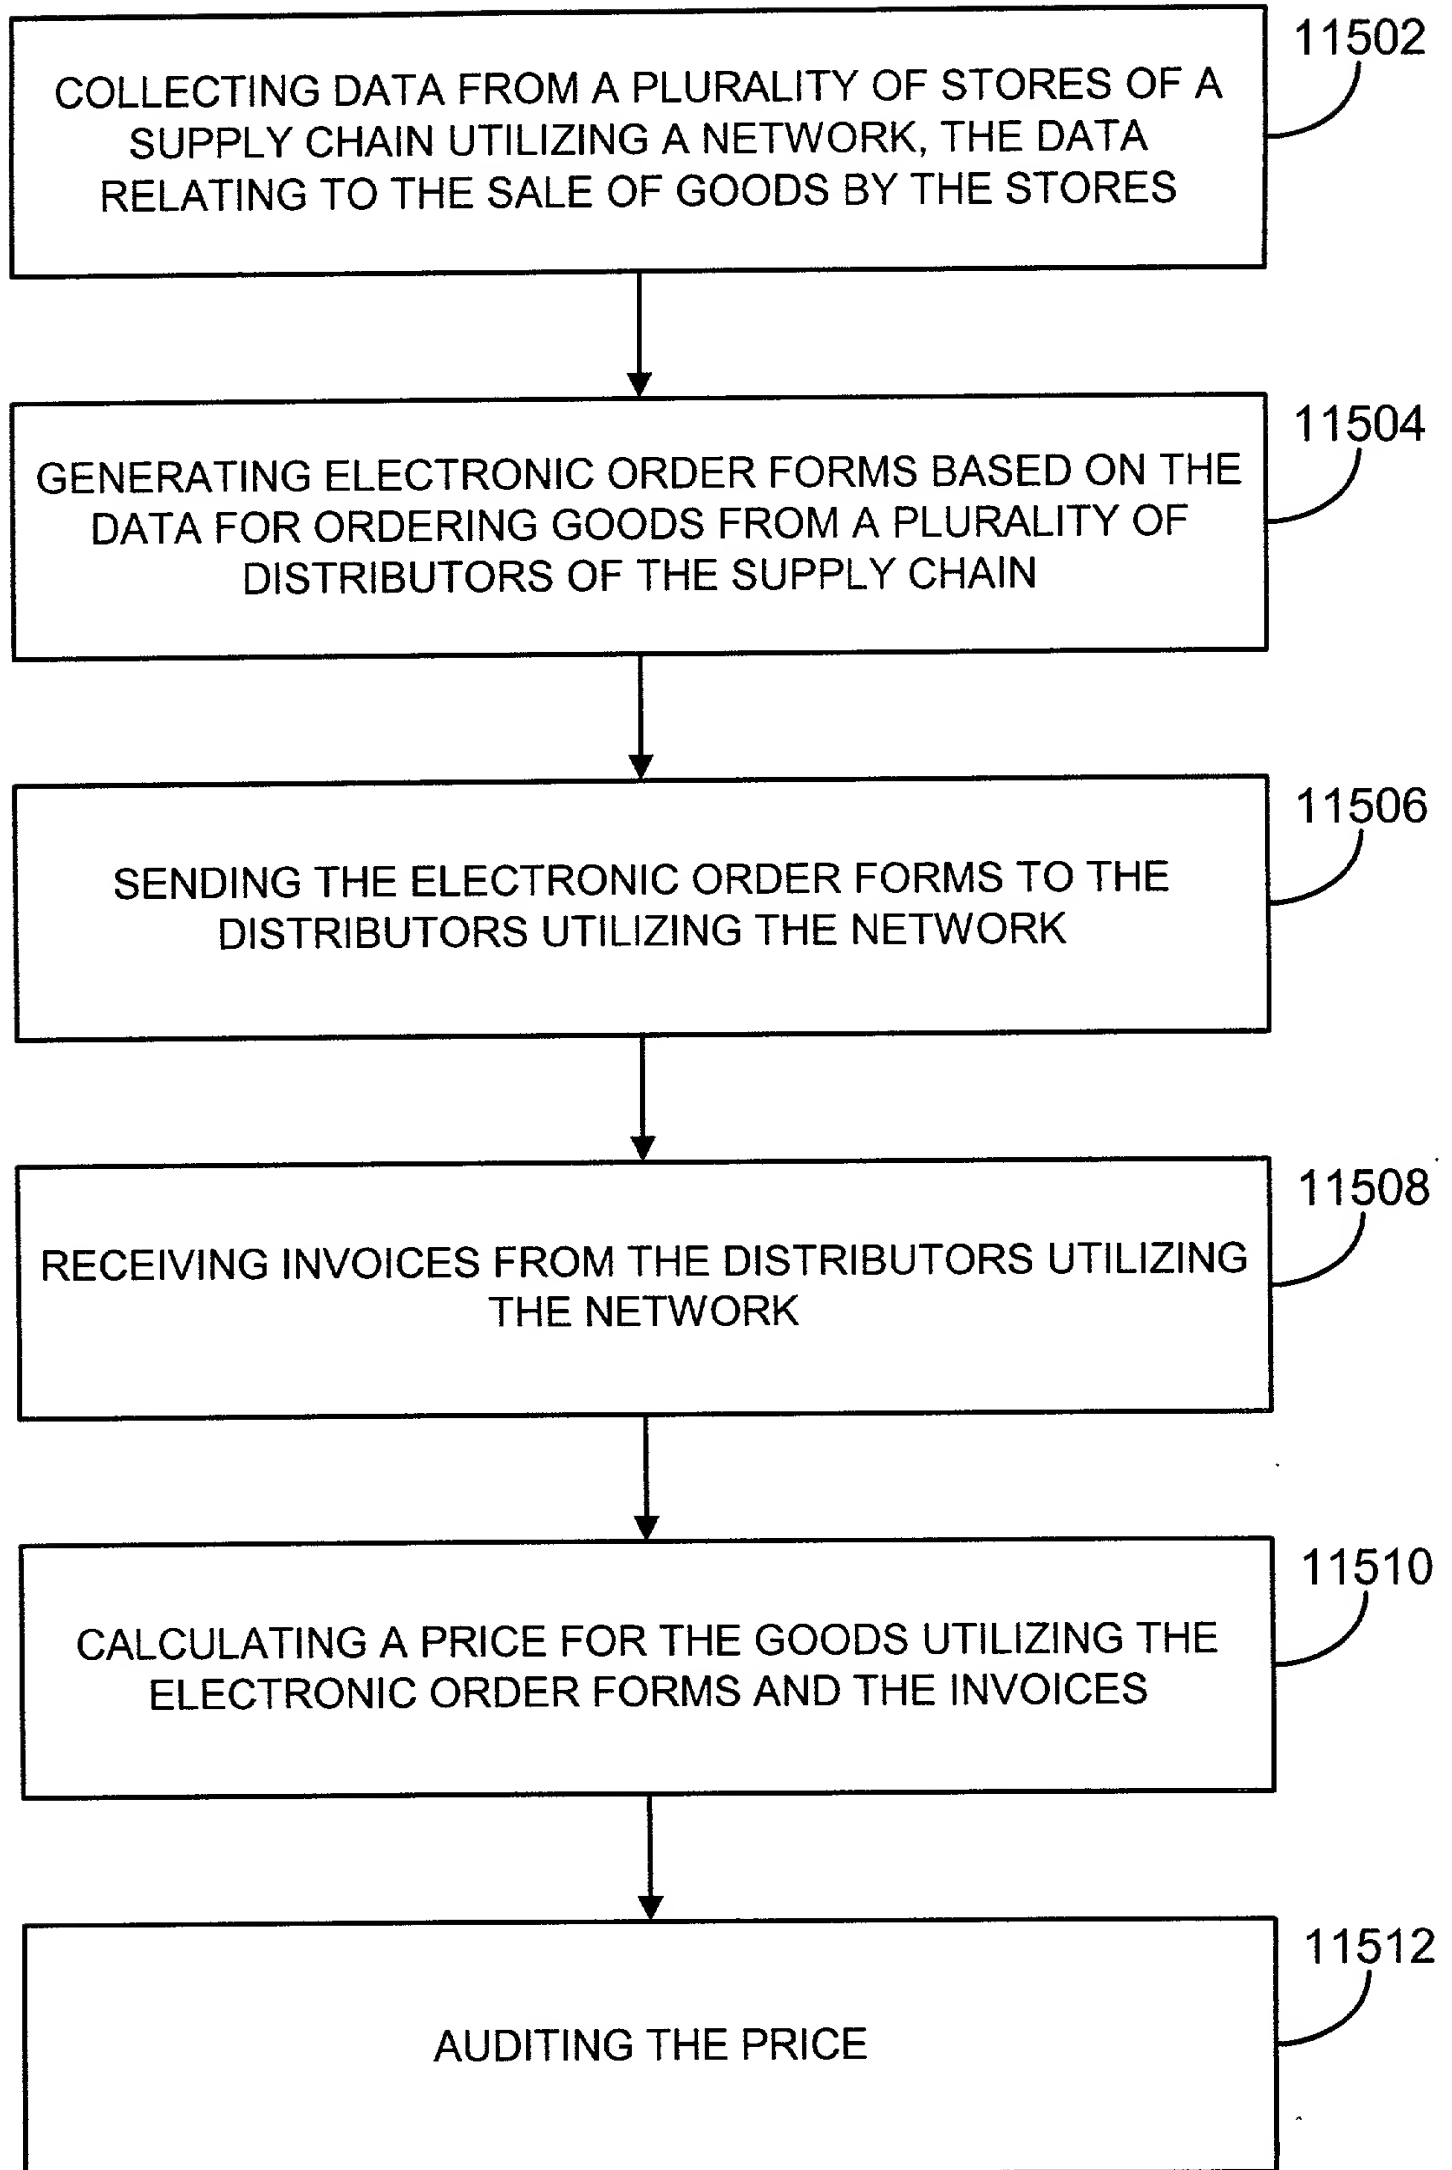 11502
COLLECTING DATA FROM A PLURALITY OF STORES OF A
SUPPLY CHAIN UTILIZING A NETWORK, THE DATA
RELATING TO THE SALE OF GOODS BY THE STORES
11504
GENERATING ELECTRONIC ORDER FORMS BASED ON THE
DATA FOR ORDERING GOODS FROM A PLURALITY OF
DISTRIBUTORS OF THE SUPPLY CHAIN
11506
SENDING THE ELECTRONIC ORDER FORMS TO THE
DISTRIBUTORS UTILIZING THE NETWORK
11508
RECEIVING INVOICES FROM THE DISTRIBUTORS UTILIZING
THE NETWORK
11510
CALCULATING A PRICE FOR THE GOODS UTILIZING THE
ELECTRONIC ORDER FORMS AND THE INVOICES
11512
AUDITING THE PRICE